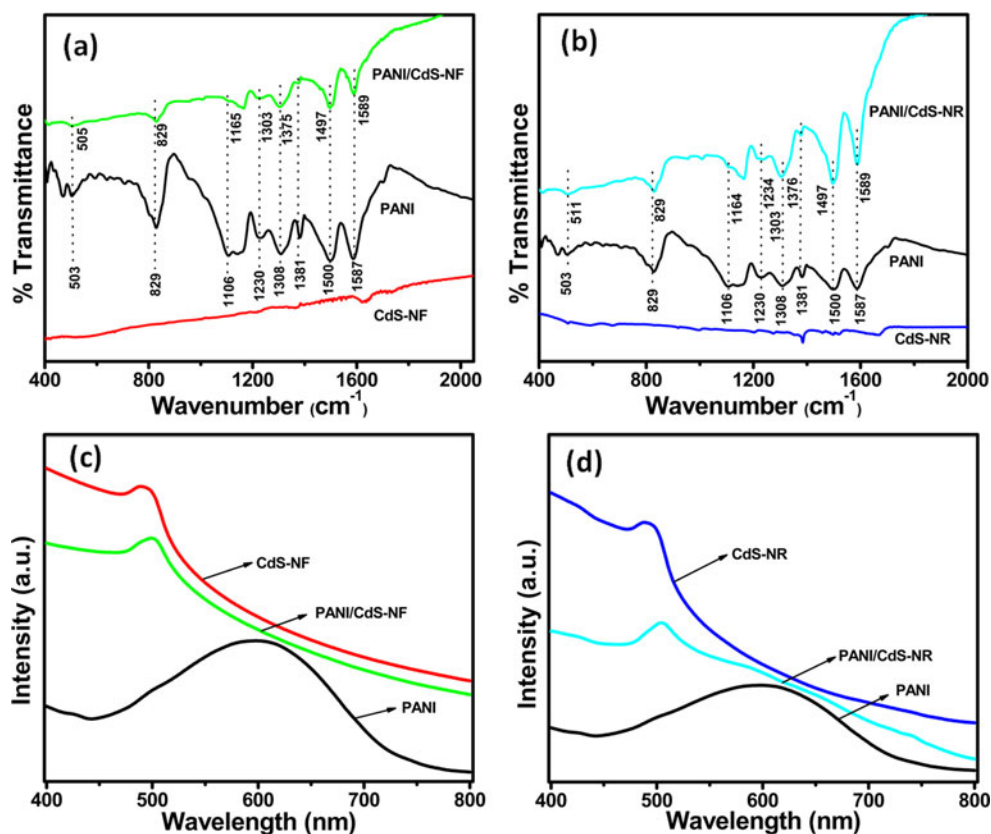 (a)
PANI/CdS-NF
505
829
1165
1303
1375
1497
1589
PANI
503
829
1106
1230
1308
1381
1500
1587
CdS-NF
% Transmittance
400 800 1200 1600 2000
Wavenumber (cm⁻¹)
(b)
PANI/CdS-NR
511
829
1164
1234
1303
1376
1497
1589
PANI
503
829
1106
1230
1308
1381
1500
1587
CdS-NR
% Transmittance
400 800 1200 1600 2000
Wavenumber (cm⁻¹)
(c)
CdS-NF
PANI/CdS-NF
PANI
Intensity (a.u.)
400 500 600 700 800
Wavelength (nm)
(d)
CdS-NR
PANI/CdS-NR
PANI
Intensity (a.u.)
400 500 600 700 800
Wavelength (nm)